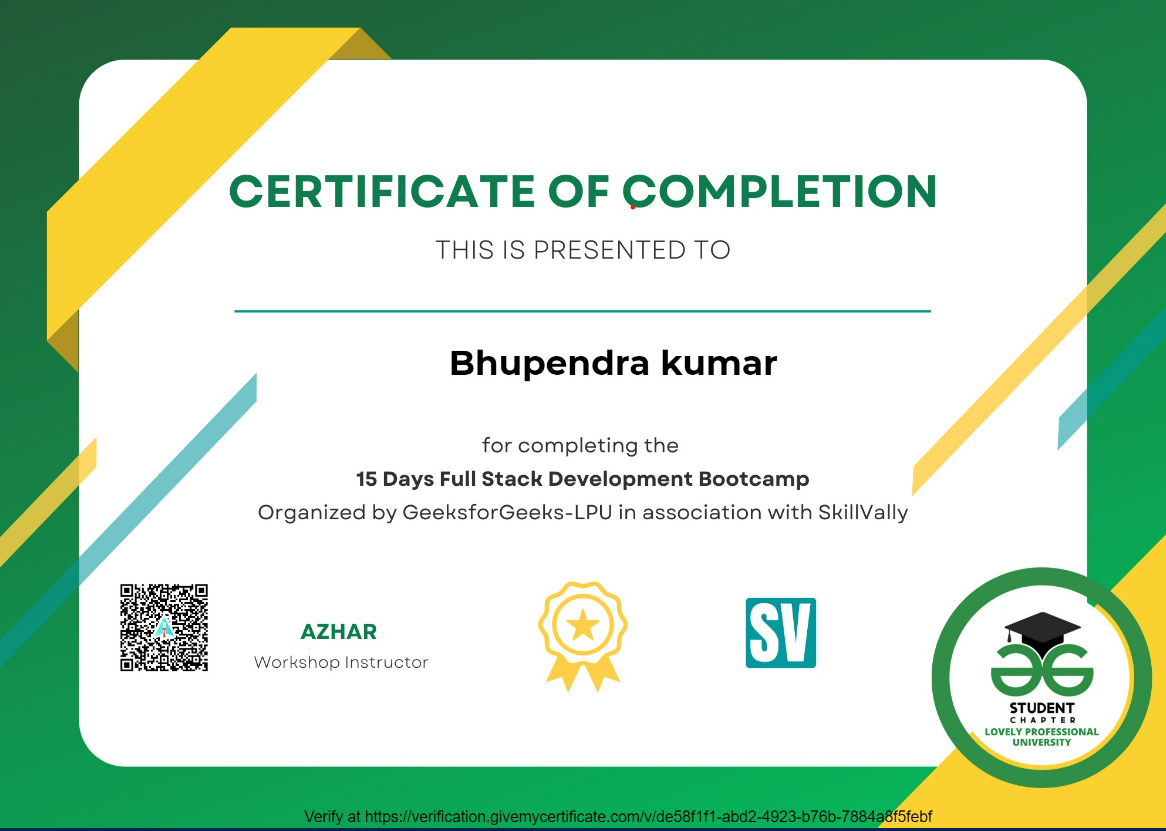 CERTIFICATE OF COMPLETION
THIS IS PRESENTED TO
Bhupendra kumar
for completing the
15 Days Full Stack Development Bootcamp
Organized by GeeksforGeeks-LPU in association with SkillVally
AZHAR
Workshop Instructor
SV
STUDENT
CHAPTER
LOVELY PROFESSIONAL
UNIVERSITY
Verify at https://verification.givemycertificate.com/v/de58f1f1-abd2-4923-b76b-7884a8f5febf